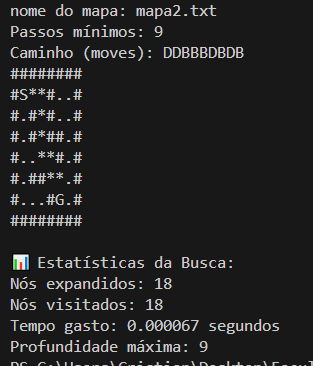 nome do mapa: mapa2.txt
Passos mínimos: 9
Caminho (moves): DDBBBDBDB
########
#S**#..#
#.#*#..#
#.#*##.#
#..**#.#
#.##**.#
#...#G.#
########
📊 Estatísticas da Busca:
Nós expandidos: 18
Nós visitados: 18
Tempo gasto: 0.000067 segundos
Profundidade máxima: 9